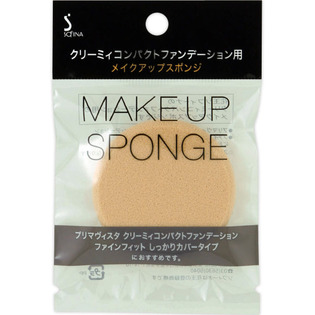 SOFINA
クリーミィコンパクトファンデーション用
メイクアップスポンジ
MAKE UP
SPONGE
プリマヴィスタ クリーミィコンパクトファンデーション
ファインフィット しっかりカバータイプ
におすすめです。